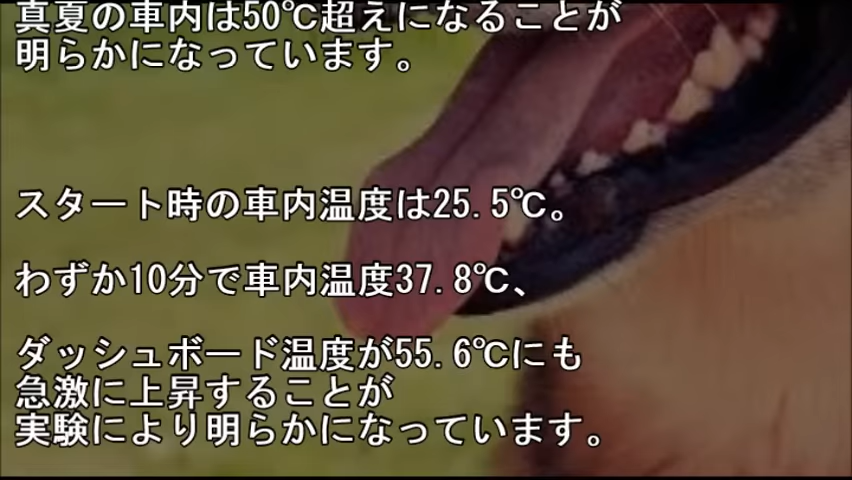 真夏の車内は50℃超えになることが
明らかになっています。
スタート時の車内温度は25.5℃。
わずか10分で車内温度37.8℃、
ダッシュボード温度が55.6℃にも
急激に上昇することが
実験により明らかになっています。